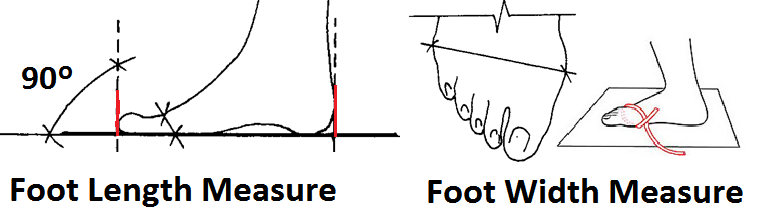 90º
Foot Length Measure
Foot Width Measure